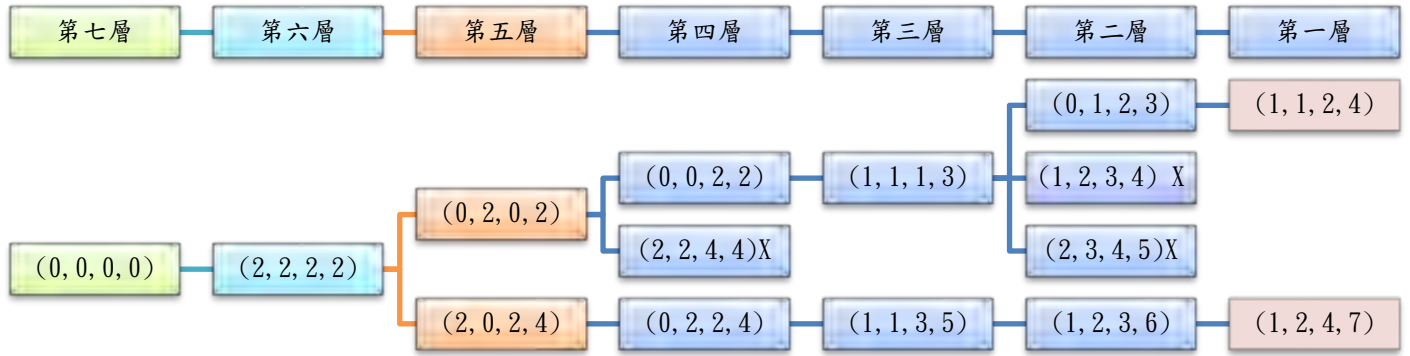 第七層 第六層 第五層 第四層 第三層 第二層 第一層
(0,1,2,3) (1,1,2,4)
(0,0,2,2) (1,1,1,3) (1,2,3,4) X
(0,2,0,2)
(2,2,4,4)X (2,3,4,5)X
(0,0,0,0) (2,2,2,2)
(2,0,2,4) (0,2,2,4) (1,1,3,5) (1,2,3,6) (1,2,4,7)